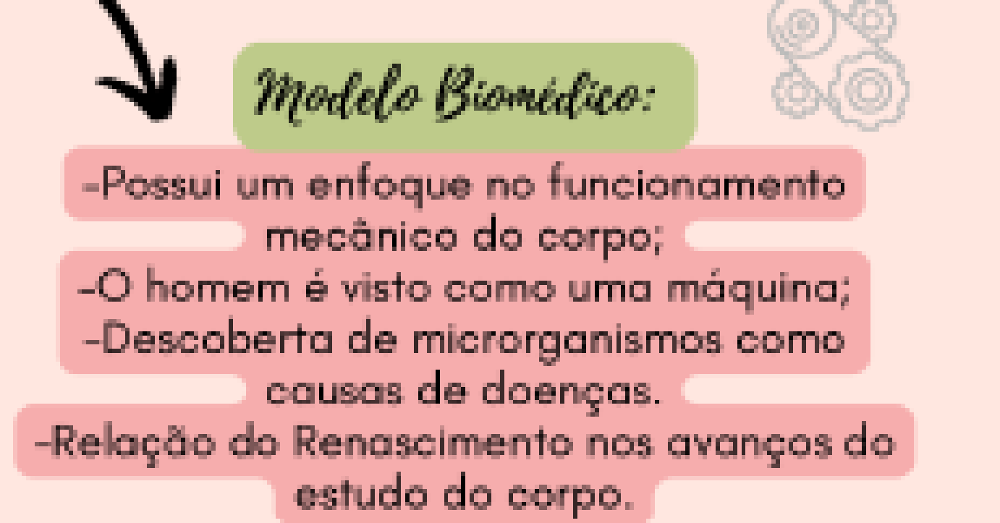 Modelo Biomédico:
-Possui um enfoque no funcionamento
mecânico do corpo;
-O homem é visto como uma máquina;
-Descoberta de microrganismos como
causas de doenças.
-Relação do Renascimento nos avanços do
estudo do corpo.